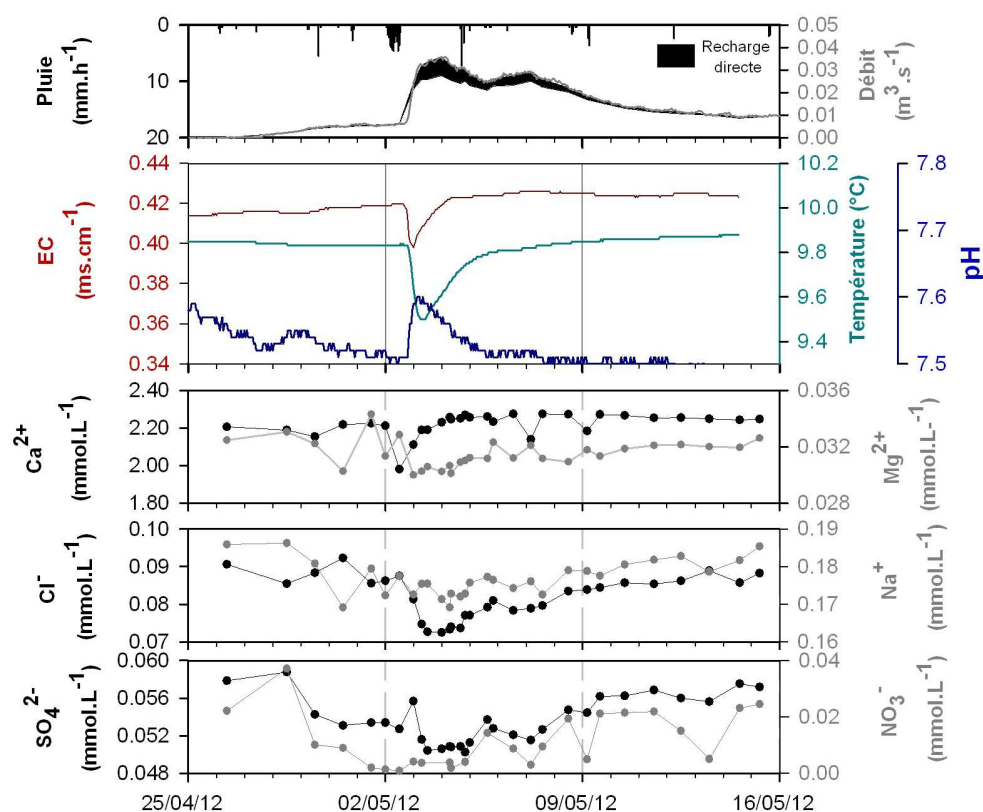 0
10
20
Pluie
(mm.h⁻¹)
Recharge
directe
0.05
0.04
0.03
0.02
0.01
0.00
Débit
(m³.s⁻¹)
0.44
0.42
0.40
0.38
0.36
0.34
EC
(ms.cm⁻¹)
10.2
10.0
9.8
9.6
9.4
Température (°C)
7.8
7.7
7.6
7.5
pH
2.40
2.20
2.00
1.80
Ca²⁺
(mmol.L⁻¹)
0.036
0.032
0.028
Mg²⁺
(mmol.L-¹)
0.10
0.09
0.08
0.07
Cl⁻
(mmol.L⁻¹)
0.19
0.18
0.17
0.16
Na⁺
(mmol.L⁻¹)
0.060
0.056
0.052
0.048
SO₄²⁻
(mmol.L⁻¹)
0.04
0.02
0.00
NO₃⁻
(mmol.L⁻¹)
25/04/12 02/05/12 09/05/12 16/05/12